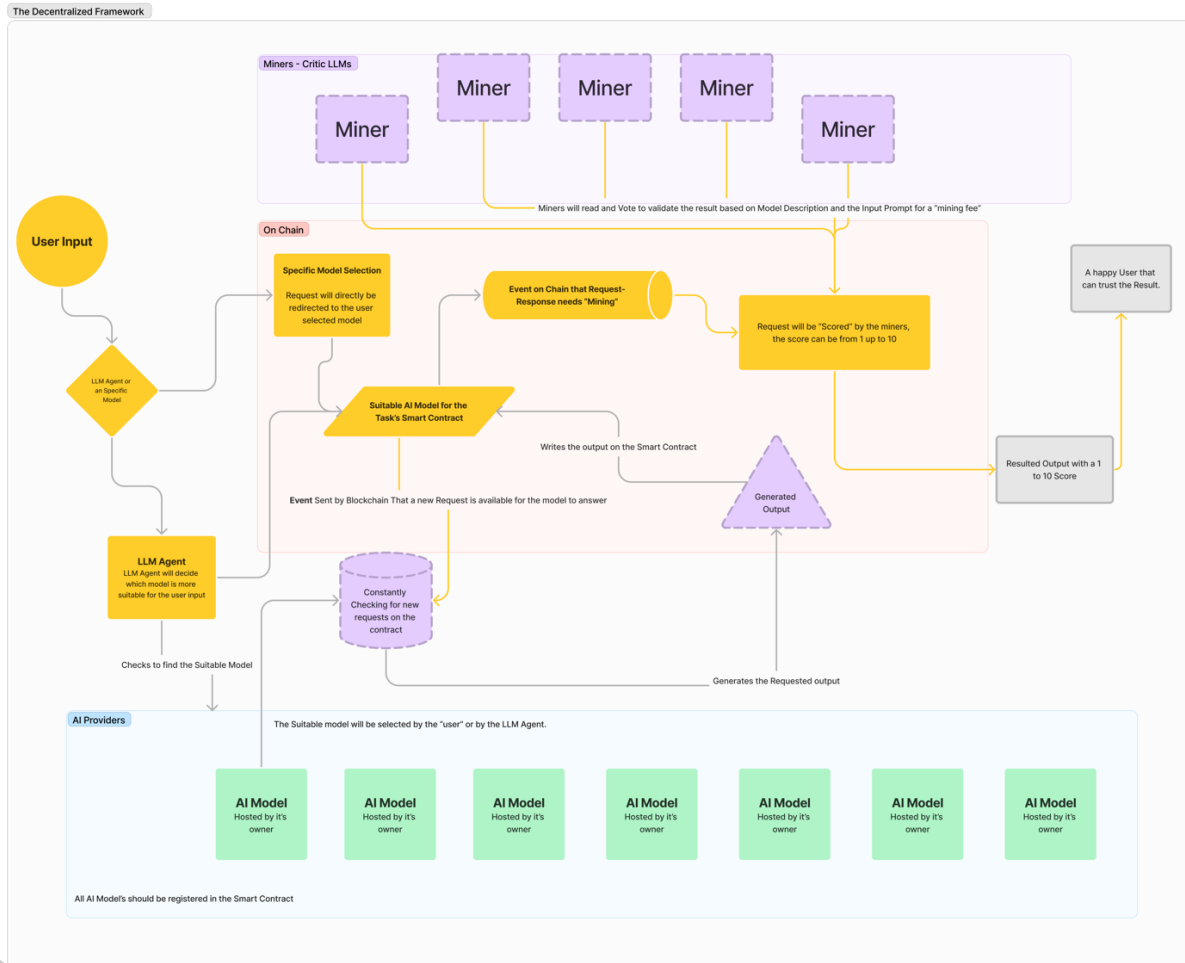 The Decentralized Framework
Miners - Critic LLMs
Miner
Miner
Miner
Miner
Miner
Miners will read and Vote to validate the result based on Model Description and the Input Prompt for a "mining fee"
User Input
On Chain
Specific Model Selection
Request will directly be
redirected to the user
selected model
Event on Chain that Request-
Response needs "Mining"
Request will be "Scored" by the miners,
the score can be from 1 up to 10
A happy User that
can trust the Result.
LLM Agent or
an Specific
Model
Suitable AI Model for the
Task's Smart Contract
Writes the output on the Smart Contract
Resulted Output with a 1
to 10 Score
Generated
Output
Event Sent by Blockchain That a new Request is available for the model to answer
LLM Agent
LLM Agent will decide
which model is more
suitable for the user input
Constantly
Checking for new
requests on the
contract
Checks to find the Suitable Model
Generates the Requested output
AI Providers
The Suitable model will be selected by the "user" or by the LLM Agent.
AI Model
Hosted by it's
owner
AI Model
Hosted by it's
owner
AI Model
Hosted by it's
owner
AI Model
Hosted by it's
owner
AI Model
Hosted by it's
owner
AI Model
Hosted by it's
owner
AI Model
Hosted by it's
owner
All AI Model's should be registered in the Smart Contract